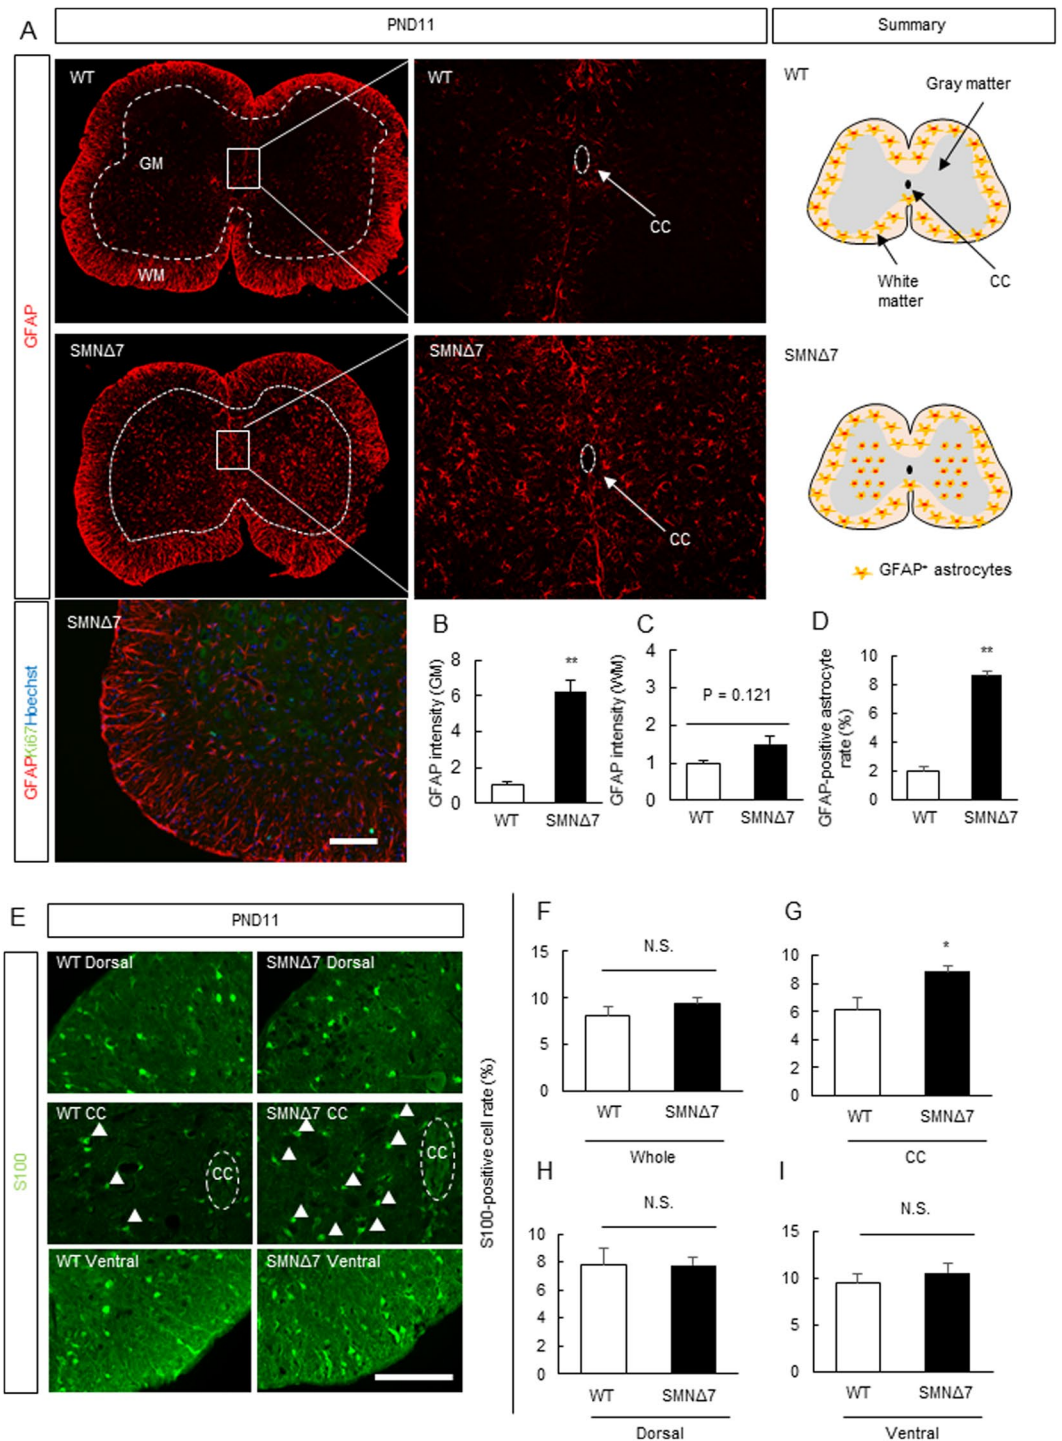 A
PND11
Summary
GFAP
WT
GM
WM
WT
CC
WT
Gray matter
White
matter
CC
SMNΔ7
SMNΔ7
CC
SMNΔ7
GFAP⁺ astrocytes
GFAPKi67Hoechst
SMNΔ7
B
GFAP intensity (GM)
8
6
4
2
0
**
WT
SMNΔ7
C
GFAP intensity (WM)
4
3
2
1
0
P = 0.121
WT
SMNΔ7
D
GFAP-positive astrocyte
rate (%)
10
8
6
4
2
0
**
WT
SMNΔ7
E
PND11
S100
WT Dorsal
SMNΔ7 Dorsal
WT CC
CC
SMNΔ7 CC
CC
WT Ventral
SMNΔ7 Ventral
S100-positive cell rate (%)
F
15
10
5
0
N.S.
WT
SMNΔ7
Whole
G
10
8
6
4
2
0
*
WT
SMNΔ7
CC
H
10
8
6
4
2
0
N.S.
WT
SMNΔ7
Dorsal
I
15
10
5
0
N.S.
WT
SMNΔ7
Ventral